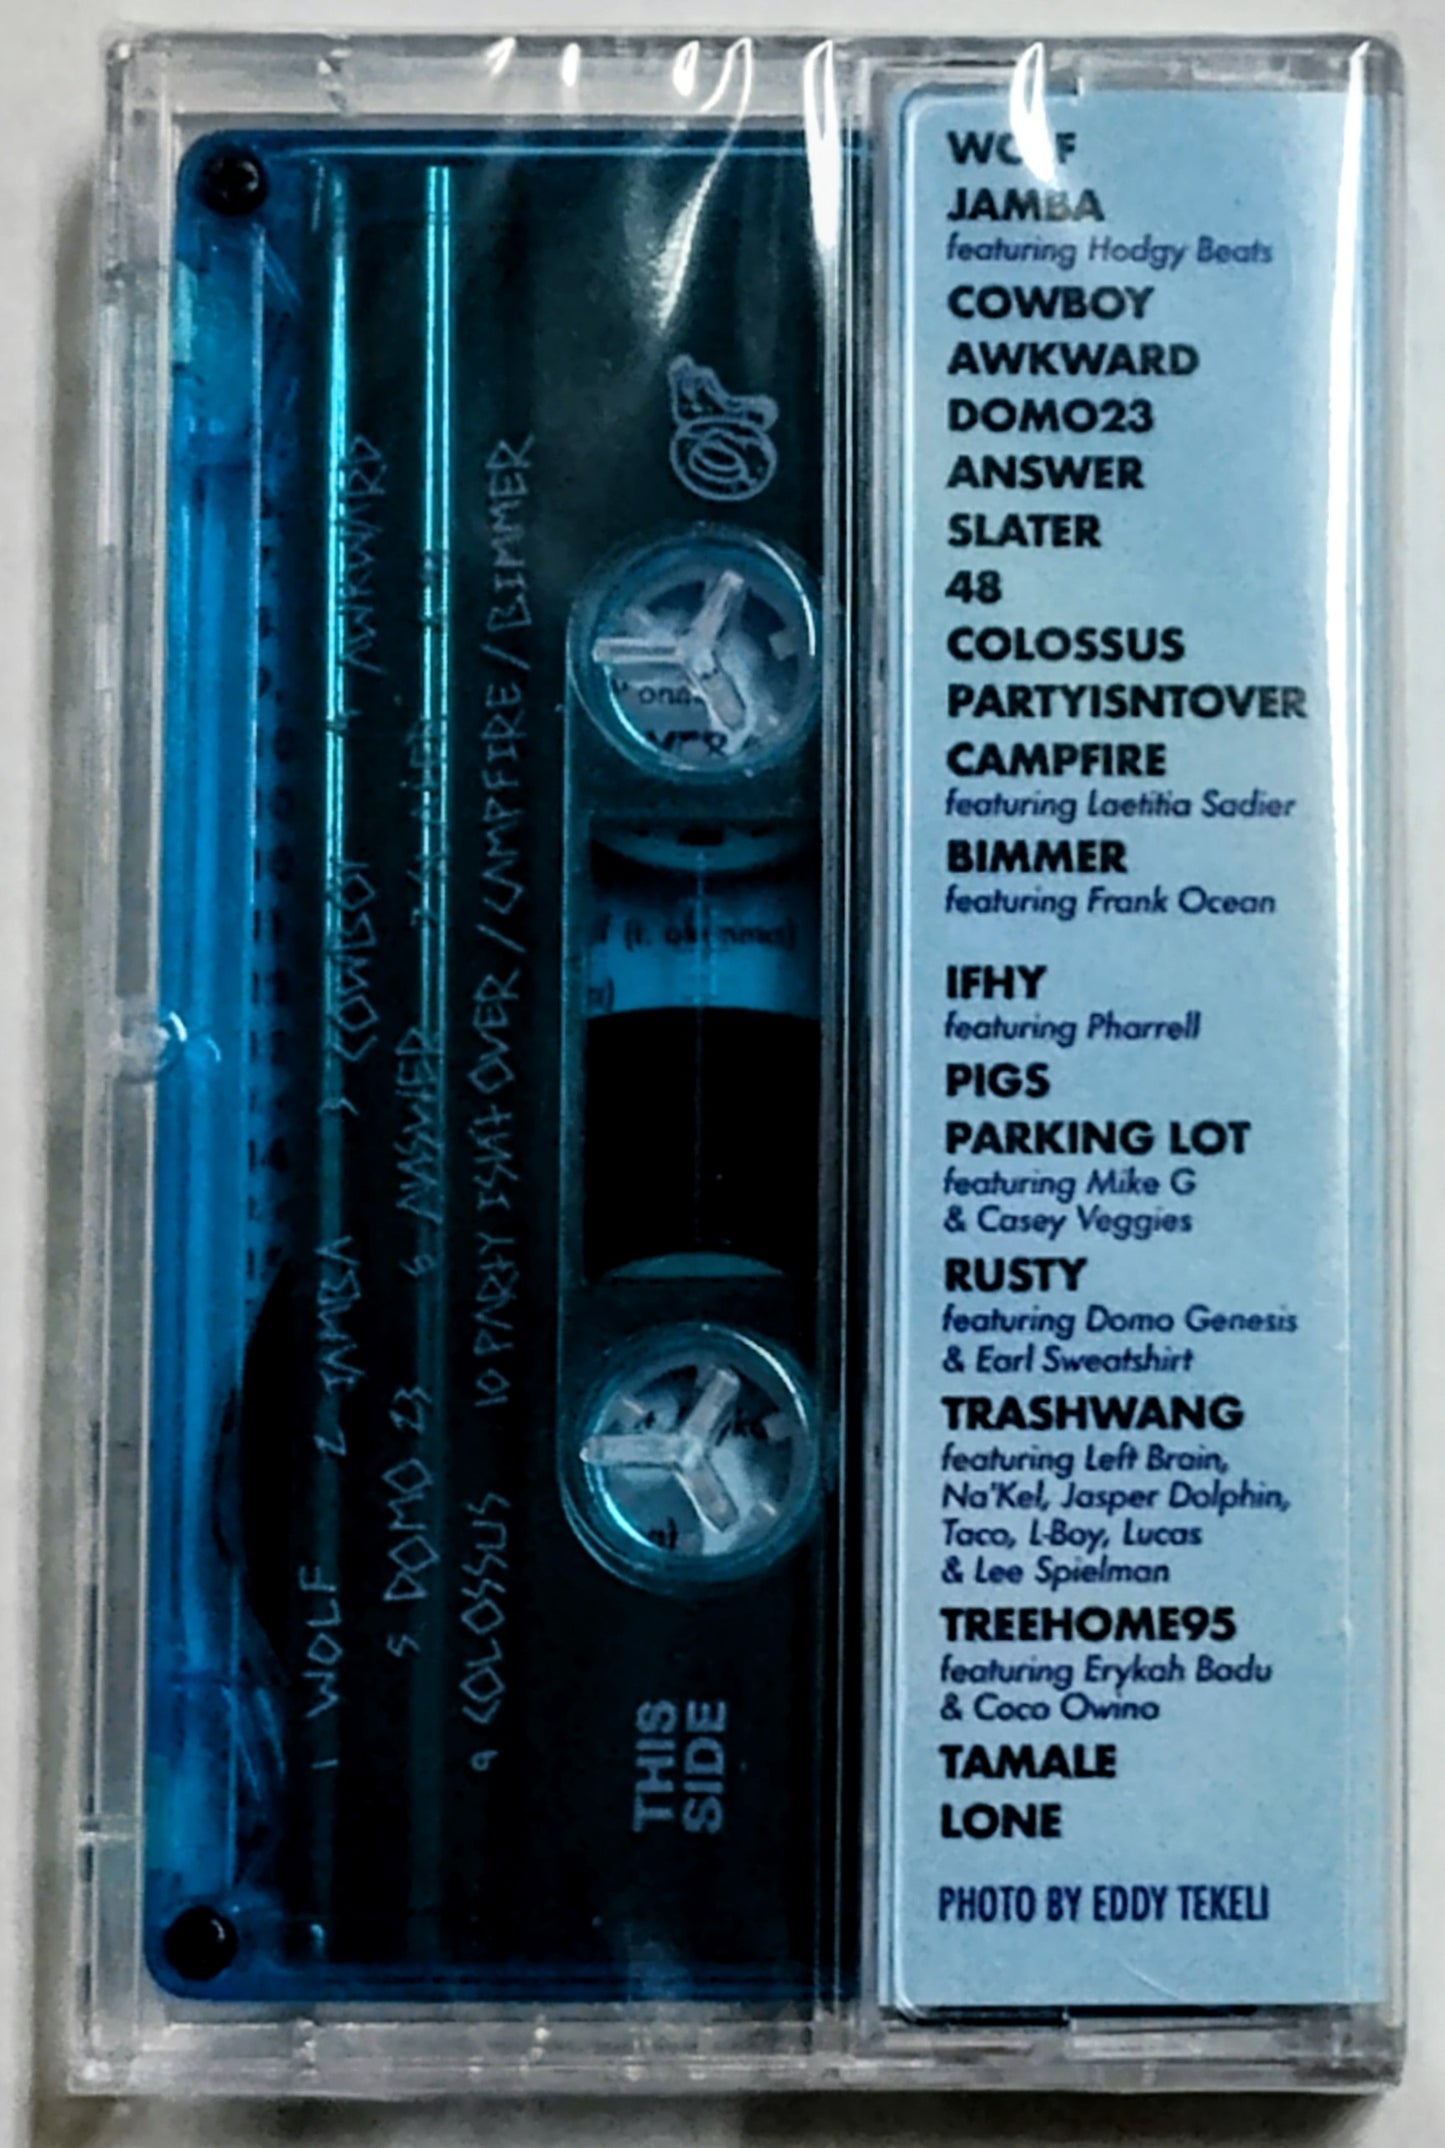 JAMBA
featuring Hodgy Beats
COWBOY
AWKWARD
DOMO23
ANSWER
SLATER
48
COLOSSUS
PARTYISNTOVER
CAMPFIRE
featuring Laetitia Sadier
BIMMER
featuring Frank Ocean
IFHY
featuring Pharrell
PIGS
PARKING LOT
featuring Mike G
& Casey Veggies
RUSTY
featuring Domo Genesis
& Earl Sweatshirt
TRASHWANG
featuring Left Brain,
Na'Kel, Jasper Dolphin,
Taco, L-Boy, Lucas
& Lee Spielman
TREEHOME95
featuring Erykah Badu
& Coco Owino
TAMALE
LONE
PHOTO BY EDDY TEKELI
1 WOLF 2 JAMBA 3 COWBOY 4 AWKWARD
5 DOMO 23 6 ANSWER 7 SLATER
9 COLOSSUS 10 PARTY ISN'T OVER / CAMPFIRE / BIMMER
THIS
SIDE
OF